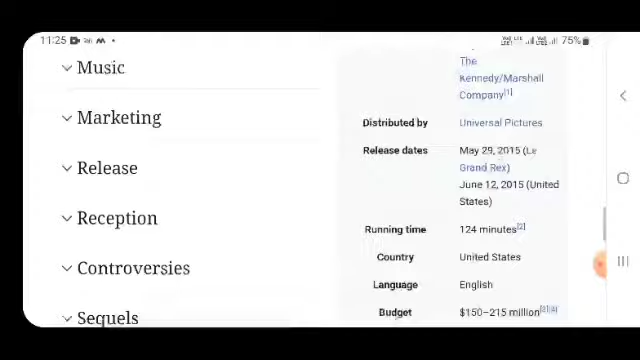 11:25
75%
Music
Marketing
Release
Reception
Controversies
Sequels
The
Kennedy/Marshall
Company[1]
Distributed by Universal Pictures
Release dates May 29, 2015 (Le
Grand Rex)
June 12, 2015 (United
States)
Running time 124 minutes[2]
Country United States
Language English
Budget $150–215 million[3][4]